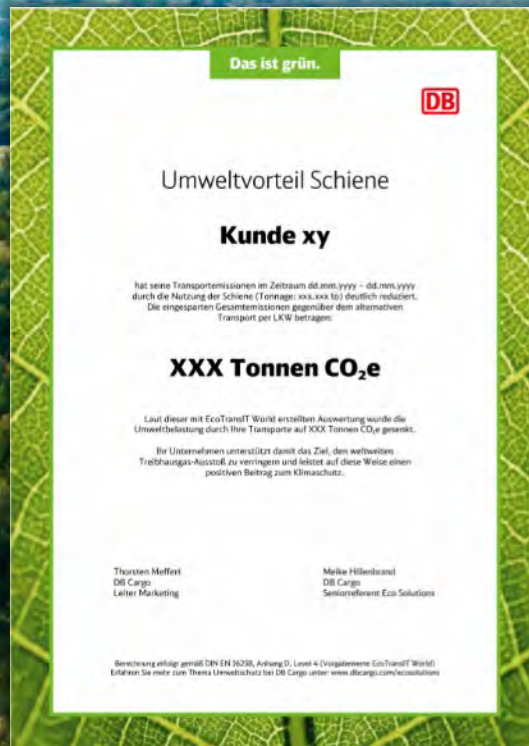 Das ist grün.
DB
Umweltvorteil Schiene
Kunde xy
hat seine Transportemissionen im Zeitraum dd.mm.yyyy – dd.mm.yyyy
durch die Nutzung der Schiene (Tonnage: xxx.xxx to) deutlich reduziert.
Die eingesparten Gesamtemissionen gegenüber dem alternativen
Transport per LKW betragen:
XXX Tonnen CO₂e
Laut dieser mit EcoTransIT World erstellten Auswertung wurde die
Umweltbelastung durch Ihre Transporte auf XXX Tonnen CO₂e gesenkt.
Ihr Unternehmen unterstützt damit das Ziel, den weltweiten
Treibhausgas-Ausstoß zu verringern und leistet auf diese Weise einen
positiven Beitrag zum Klimaschutz.
Thorsten Meffert
DB Cargo
Leiter Marketing
Meike Hillenbrand
DB Cargo
Seniorreferent Eco Solutions
Berechnung erfolgt gemäß DIN EN 16258, Anhang D, Level 4 (Vorgabewerte EcoTransIT World)
Erfahren Sie mehr zum Thema Umweltschutz bei DB Cargo unter: www.dbcargo.com/ecosolutions